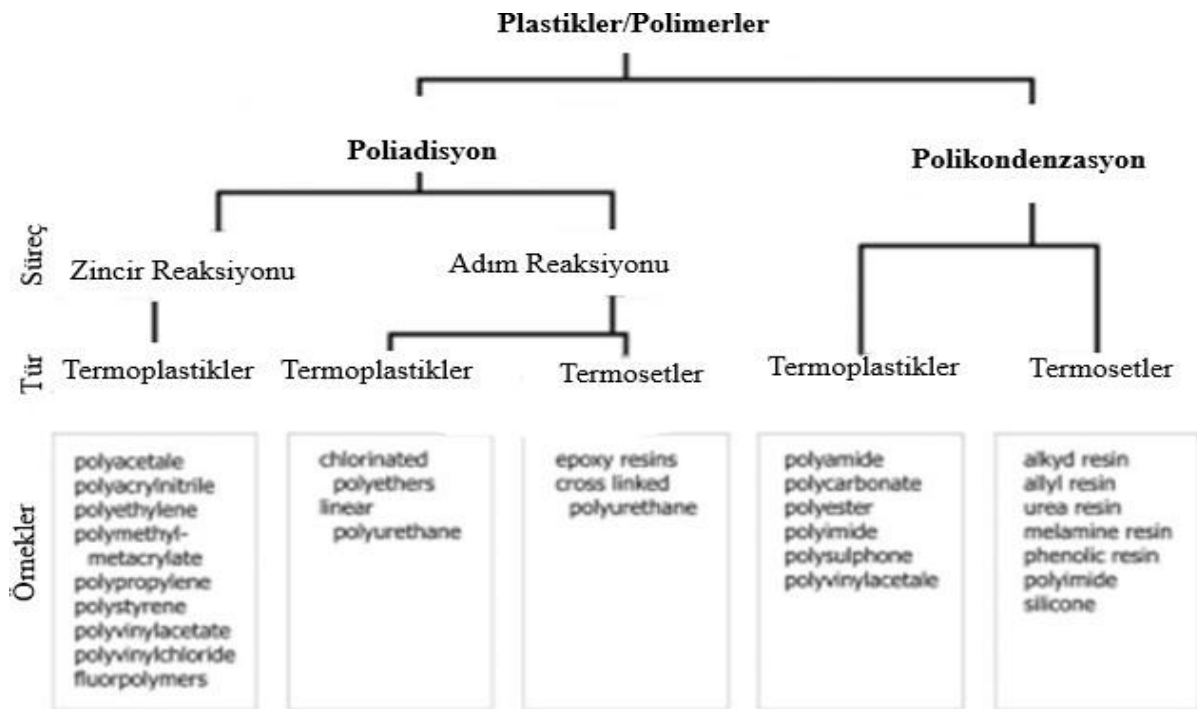 Plastikler/Polimerler
Poliadisyon
Polikondenzasyon
Süreç
Zincir Reaksiyonu
Adım Reaksiyonu
Tür
Termoplastikler
Termoplastikler
Termosetler
Termoplastikler
Termosetler
Örnekler
polyacetale
polyacrylnitrile
polyethylene
polymethyl-
metacrylate
polypropylene
polystyrene
polyvinylacetate
polyvinylchloride
fluorpolymers
chlorinated
polyethers
linear
polyurethane
epoxy resins
cross linked
polyurethane
polyamide
polycarbonate
polyester
polyimide
polysulphone
polyvinylacetale
alkyd resin
allyl resin
urea resin
melamine resin
phenolic resin
polyimide
silicone